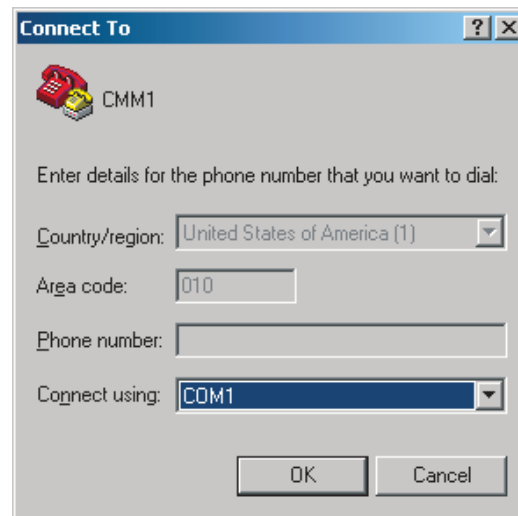 Connect To
CMM1
Enter details for the phone number that you want to dial:
Country/region: United States of America (1)
Area code: 010
Phone number:
Connect using: COM1
OK Cancel